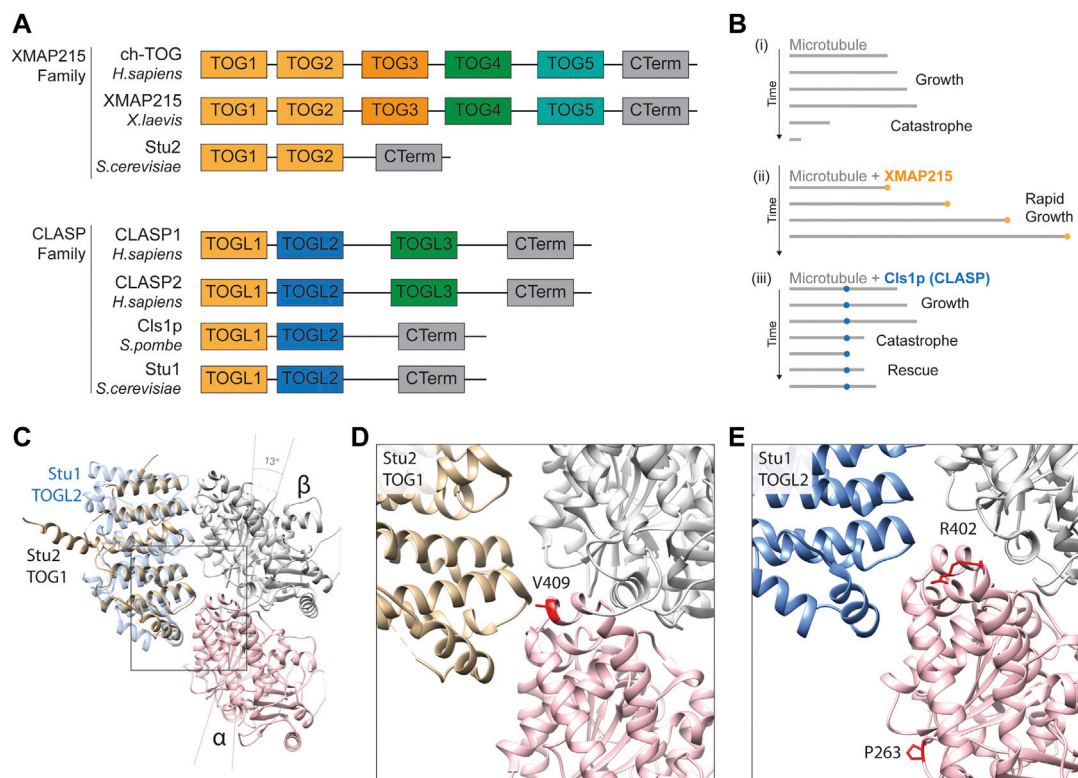 A
XMAP215
Family
ch-TOG
H.sapiens
TOG1 TOG2 TOG3 TOG4 TOG5 CTerm
XMAP215
X.laevis
TOG1 TOG2 TOG3 TOG4 TOG5 CTerm
Stu2
S.cerevisiae
TOG1 TOG2 CTerm
CLASP
Family
CLASP1
H.sapiens
TOGL1 TOGL2 TOGL3 CTerm
CLASP2
H.sapiens
TOGL1 TOGL2 TOGL3 CTerm
Cls1p
S.pombe
TOGL1 TOGL2 CTerm
Stu1
S.cerevisiae
TOGL1 TOGL2 CTerm
B
(i) Microtubule
Time
Growth
Catastrophe
(ii) Microtubule + XMAP215
Time
Rapid
Growth
(iii) Microtubule + Cls1p (CLASP)
Time
Growth
Catastrophe
Rescue
C
Stu1
TOGL2
Stu2
TOG1
13°
β
α
D
Stu2
TOG1
V409
E
Stu1
TOGL2
R402
P263